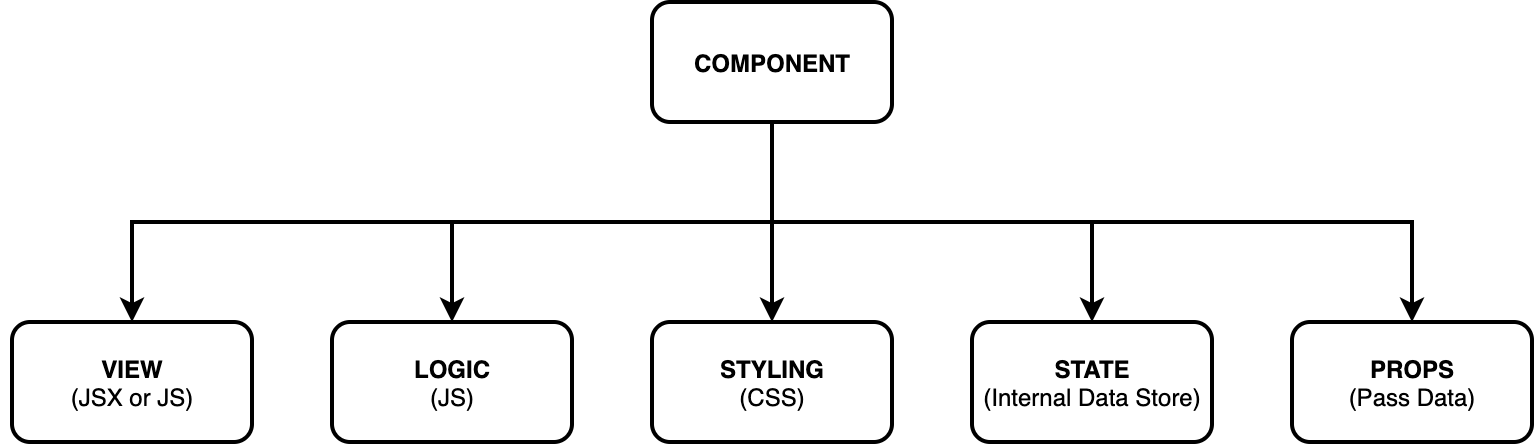 COMPONENT
VIEW
(JSX or JS)
LOGIC
(JS)
STYLING
(CSS)
STATE
(Internal Data Store)
PROPS
(Pass Data)